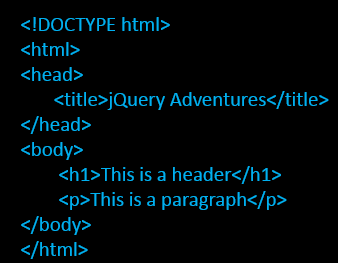 <!DOCTYPE html>
<html>
<head>
<title>jQuery Adventures</title>
</head>
<body>
<h1>This is a header</h1>
<p>This is a paragraph</p>
</body>
</html>